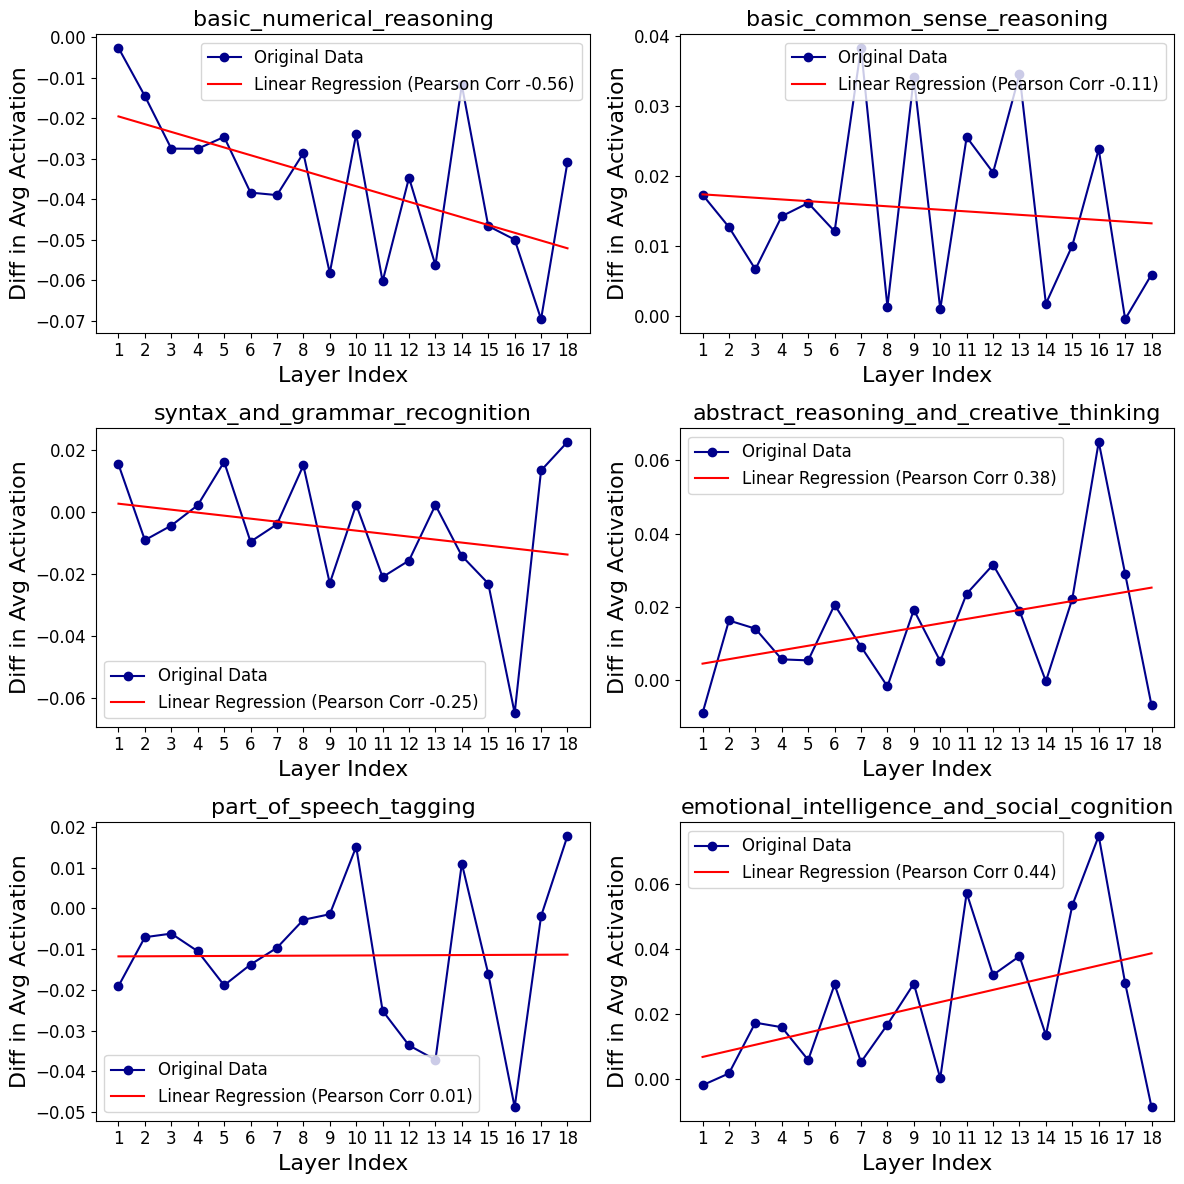 basic_numerical_reasoning
Diff in Avg Activation
0.00
−0.01
−0.02
−0.03
−0.04
−0.05
−0.06
−0.07
Original Data
Linear Regression (Pearson Corr -0.56)
1 2 3 4 5 6 7 8 9 10 11 12 13 14 15 16 17 18
Layer Index
basic_common_sense_reasoning
Diff in Avg Activation
0.04
0.03
0.02
0.01
0.00
Original Data
Linear Regression (Pearson Corr -0.11)
1 2 3 4 5 6 7 8 9 10 11 12 13 14 15 16 17 18
Layer Index
syntax_and_grammar_recognition
Diff in Avg Activation
0.02
0.00
−0.02
−0.04
−0.06
Original Data
Linear Regression (Pearson Corr -0.25)
1 2 3 4 5 6 7 8 9 10 11 12 13 14 15 16 17 18
Layer Index
abstract_reasoning_and_creative_thinking
Diff in Avg Activation
0.06
0.04
0.02
0.00
Original Data
Linear Regression (Pearson Corr 0.38)
1 2 3 4 5 6 7 8 9 10 11 12 13 14 15 16 17 18
Layer Index
part_of_speech_tagging
Diff in Avg Activation
0.02
0.01
0.00
−0.01
−0.02
−0.03
−0.04
−0.05
Original Data
Linear Regression (Pearson Corr 0.01)
1 2 3 4 5 6 7 8 9 10 11 12 13 14 15 16 17 18
Layer Index
emotional_intelligence_and_social_cognition
Diff in Avg Activation
0.06
0.04
0.02
0.00
Original Data
Linear Regression (Pearson Corr 0.44)
1 2 3 4 5 6 7 8 9 10 11 12 13 14 15 16 17 18
Layer Index